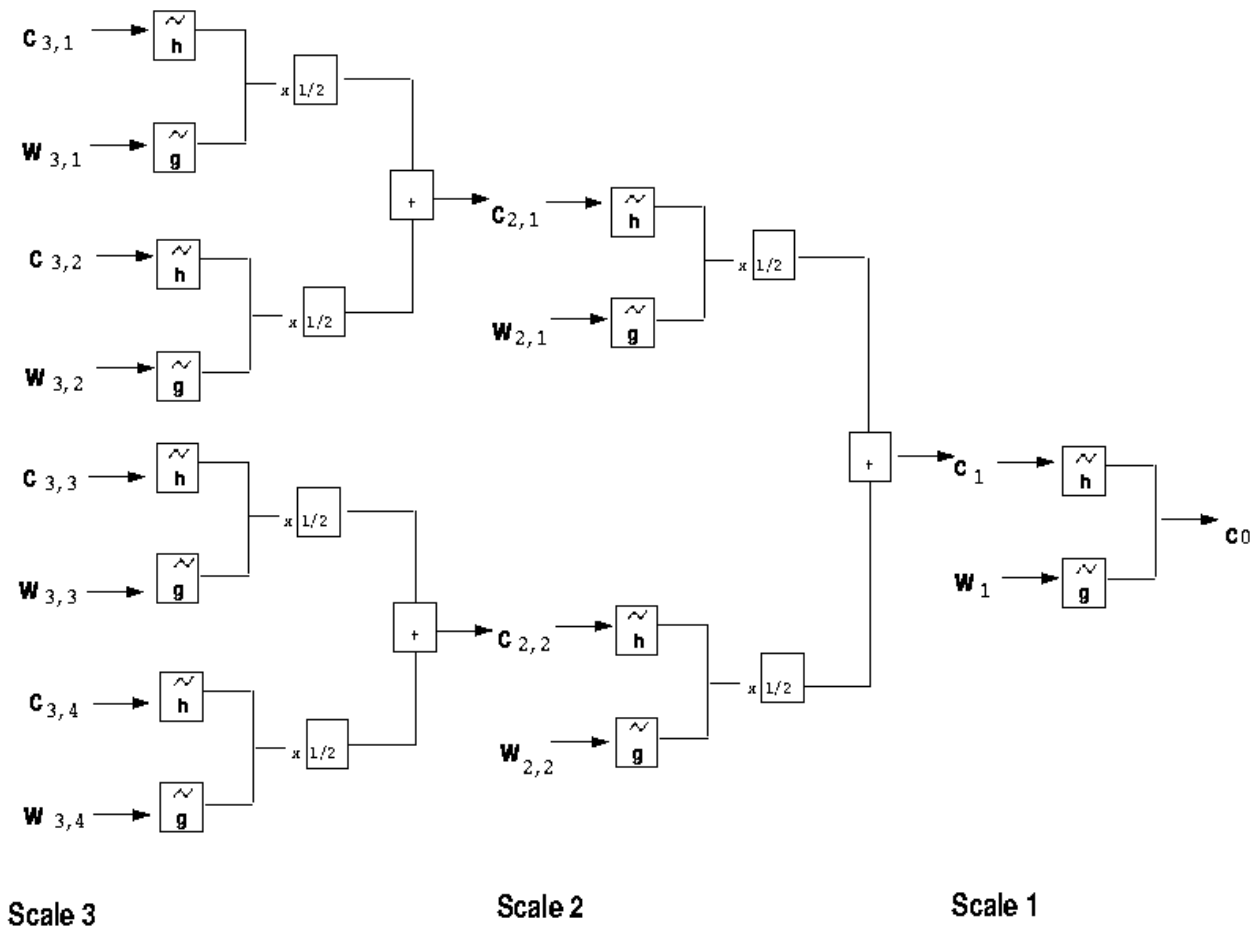 C 3,1
~
h
x 1/2
W 3,1
~
g
+
C 2,1
~
h
C 3,2
~
h
x 1/2
x 1/2
W 2,1
~
g
W 3,2
~
g
C 3,3
~
h
+
C 1
~
h
x 1/2
C0
W 3,3
~
g
W 1
~
g
+
C 2,2
~
h
C 3,4
~
h
x 1/2
x 1/2
W 2,2
~
g
W 3,4
~
g
Scale 3
Scale 2
Scale 1